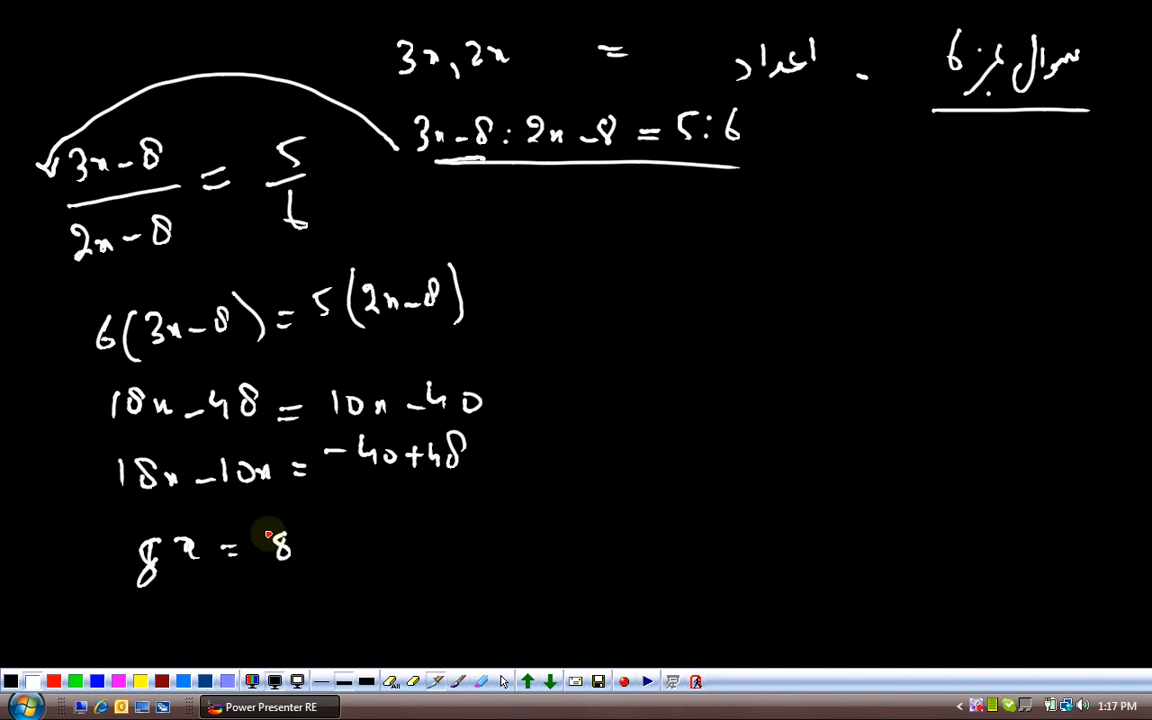 سوال نمبر 6
اعداد = 3x, 2x
3x-8 : 2x-8 = 5:6
3x-8 / 2x-8 = 5/6
6(3x-8) = 5(2x-8)
18x-48 = 10x-40
18x-10x = -40+48
8x = 8
All
Power Presenter RE
1:17 PM